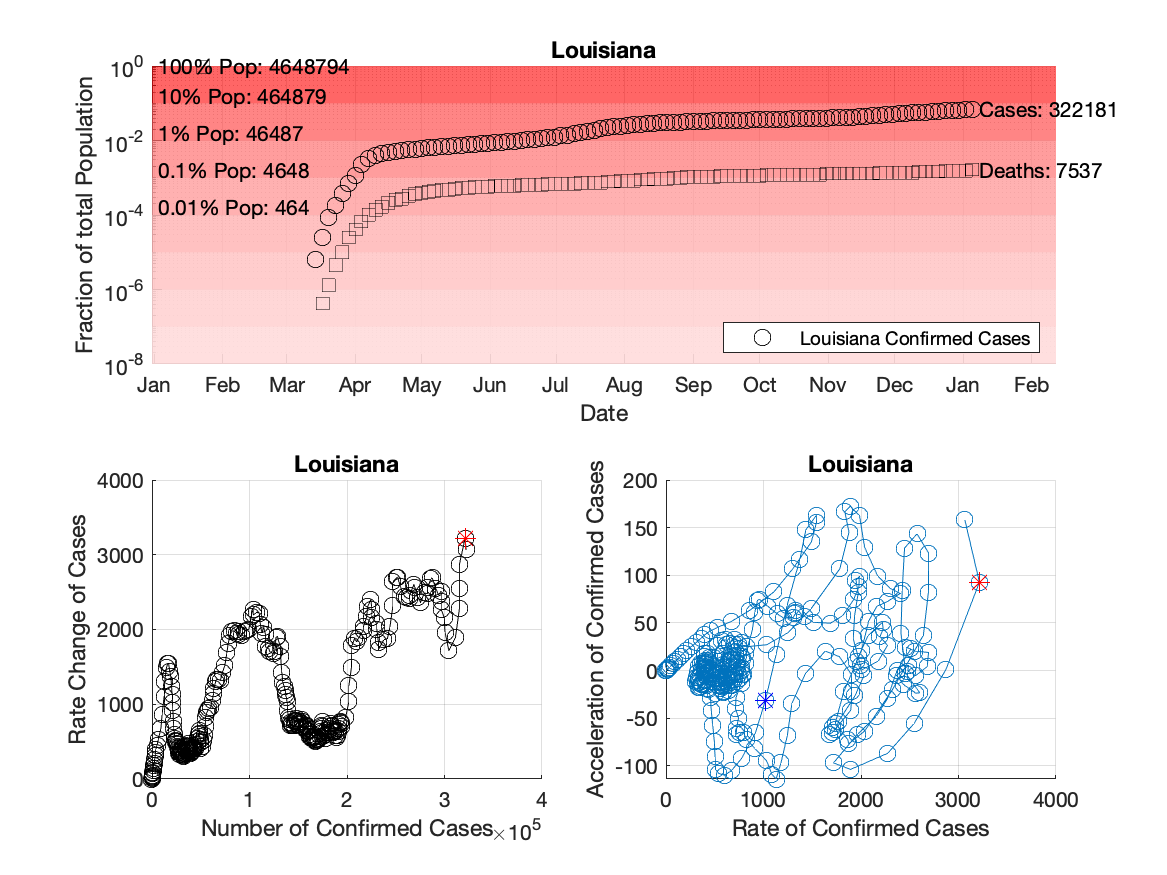 Louisiana
10^0
10^-2
10^-4
10^-6
10^-8
Fraction of total Population
100% Pop: 4648794
10% Pop: 464879
1% Pop: 46487
0.1% Pop: 4648
0.01% Pop: 464
Cases: 322181
Deaths: 7537
Louisiana Confirmed Cases
Jan Feb Mar Apr May Jun Jul Aug Sep Oct Nov Dec Jan Feb
Date
Louisiana
4000
3000
2000
1000
0
Rate Change of Cases
0 1 2 3 4
Number of Confirmed Cases ×10^5
Louisiana
200
150
100
50
0
-50
-100
Acceleration of Confirmed Cases
0 1000 2000 3000 4000
Rate of Confirmed Cases